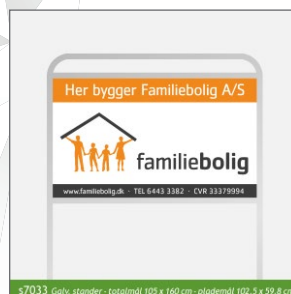 Her bygger Familiebolig A/S
familiebolig
www.familiebolig.dk · TEL 6443 3382 · CVR 33379994
s7033 Galv. stander - totalmål 105 x 160 cm - plademål 102,5 x 59,8 cm